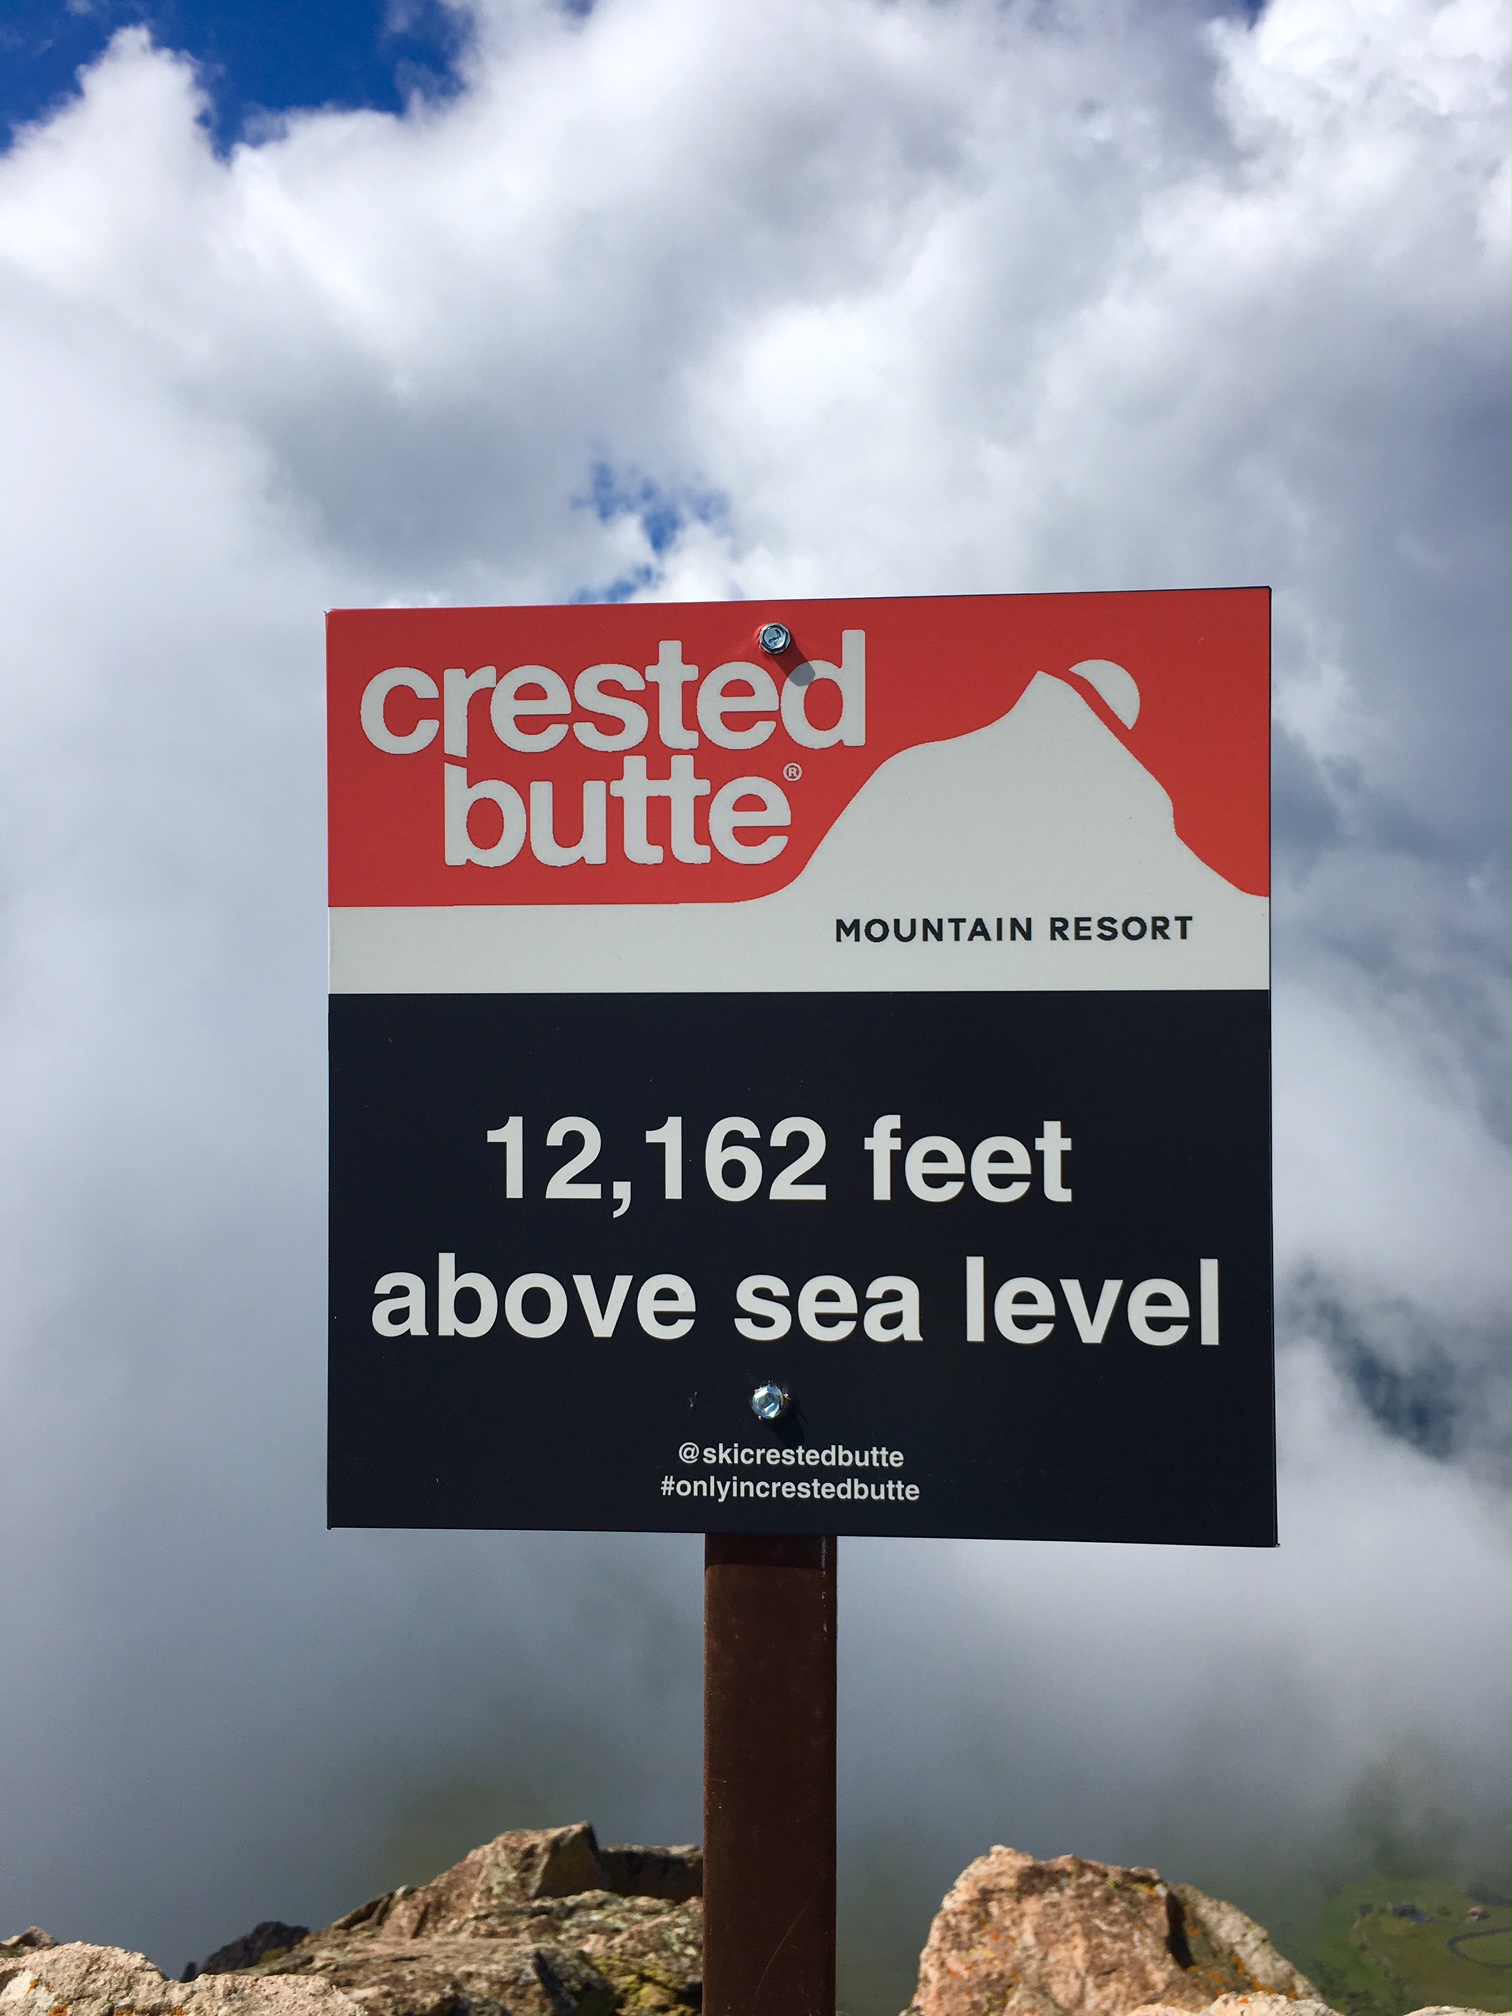 crested
butte®
MOUNTAIN RESORT
12,162 feet
above sea level
@skicrestedbutte
#onlyincrestedbutte